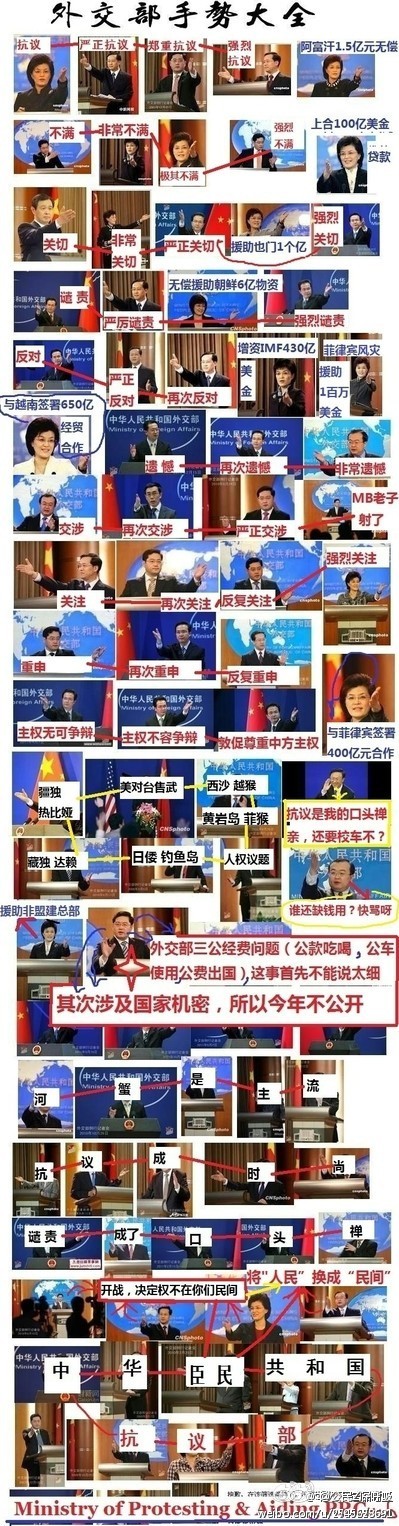 外交部手势大全
抗议
严正抗议
郑重抗议
强烈
抗议
阿富汗1.5亿元无偿
不满
非常不满
极其不满
强烈
不满
上合100亿美金
贷款
关切
非常
关切
严正关切
援助也门1个亿
强烈
关切
谴责
严厉谴责
无偿援助朝鲜6亿物资
强烈谴责
反对
严正
反对
再次反对
增资IMF430亿
美
金
菲律宾风灾
援助
1百万
美金
与越南签署650亿
经贸
合作
遗憾
再次遗憾
非常遗憾
交涉
再次交涉
严正交涉
MB老子
射了
关注
再次关注
反复关注
强烈关注
重申
再次重申
反复重申
主权无可争辩
主权不容争辩
敦促尊重中方主权
与菲律宾签署
400亿元合作
疆独
热比娅
美对台售武
西沙 越猴
黄岩岛 菲猴
藏独 达赖
日倭 钓鱼岛
人权议题
抗议是我的口头禅
亲，还要校车不？
谁还缺钱用？快骂呀
援助非盟建总部
外交部三公经费问题（公款吃喝，公车
使用公费出国），这事首先不能说太细
其次涉及国家机密，所以今年不公开
河蟹是主流
抗议成时尚
谴责成了口头禅
开战，决定权不在你们民间
将"人民"换成"民间"
中华臣民共和国
抗议部
Ministry of Protesting & Aiding,PRC